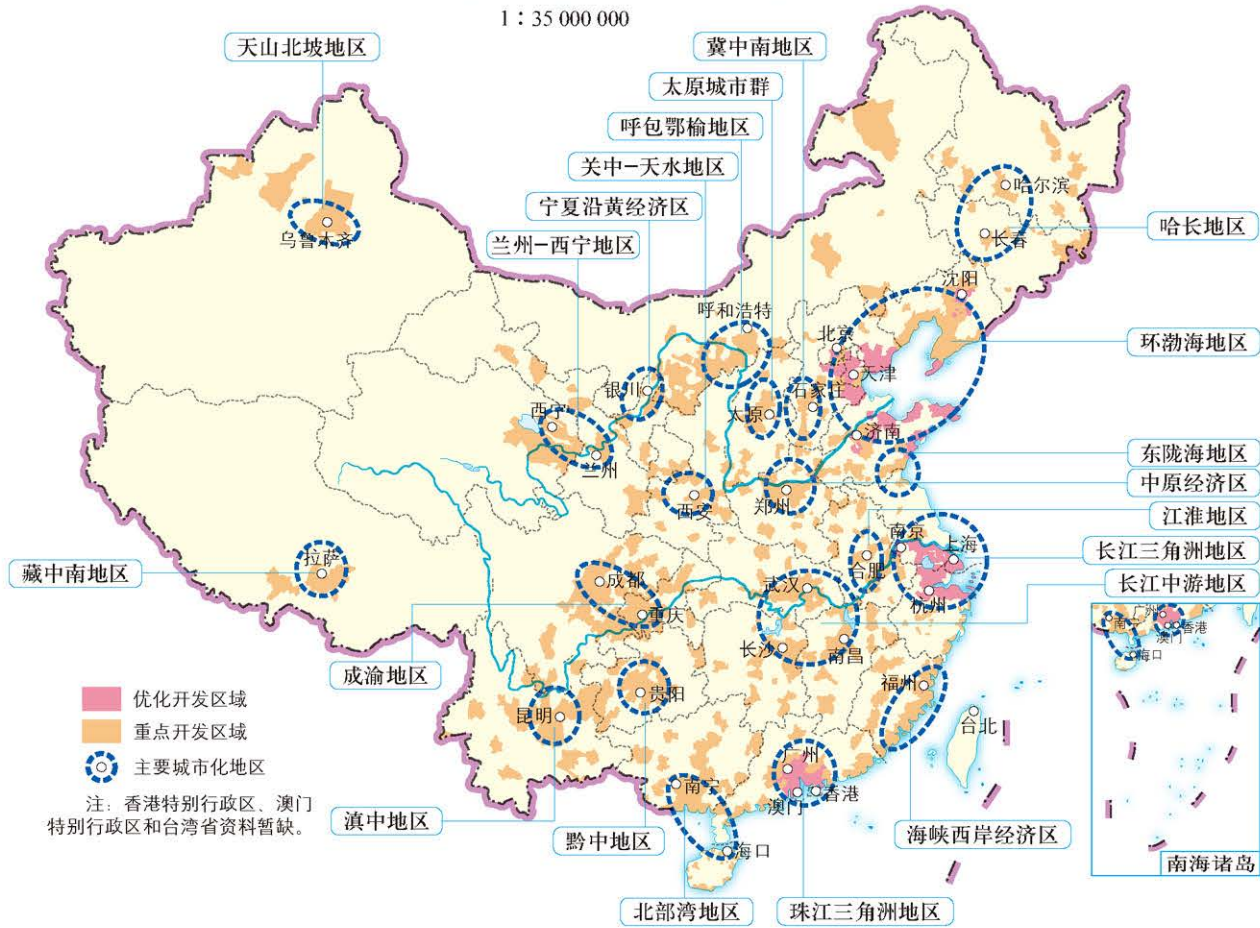 1∶35 000 000
天山北坡地区
冀中南地区
太原城市群
呼包鄂榆地区
关中-天水地区
宁夏沿黄经济区
兰州-西宁地区
哈尔滨
长春
哈长地区
乌鲁木齐
沈阳
呼和浩特
北京
环渤海地区
天津
银川
石家庄
太原
西宁
济南
兰州
东陇海地区
中原经济区
西安
郑州
江淮地区
南京
上海
合肥
长江三角洲地区
拉萨
藏中南地区
成都
武汉
长江中游地区
杭州
重庆
长沙
南昌
成渝地区
贵阳
福州
昆明
台北
广州
南宁
澳门
香港
海口
优化开发区域
重点开发区域
主要城市化地区
注：香港特别行政区、澳门
特别行政区和台湾省资料暂缺。
滇中地区
黔中地区
海峡西岸经济区
北部湾地区
珠江三角洲地区
广州
南宁
香港
澳门
海口
南海诸岛